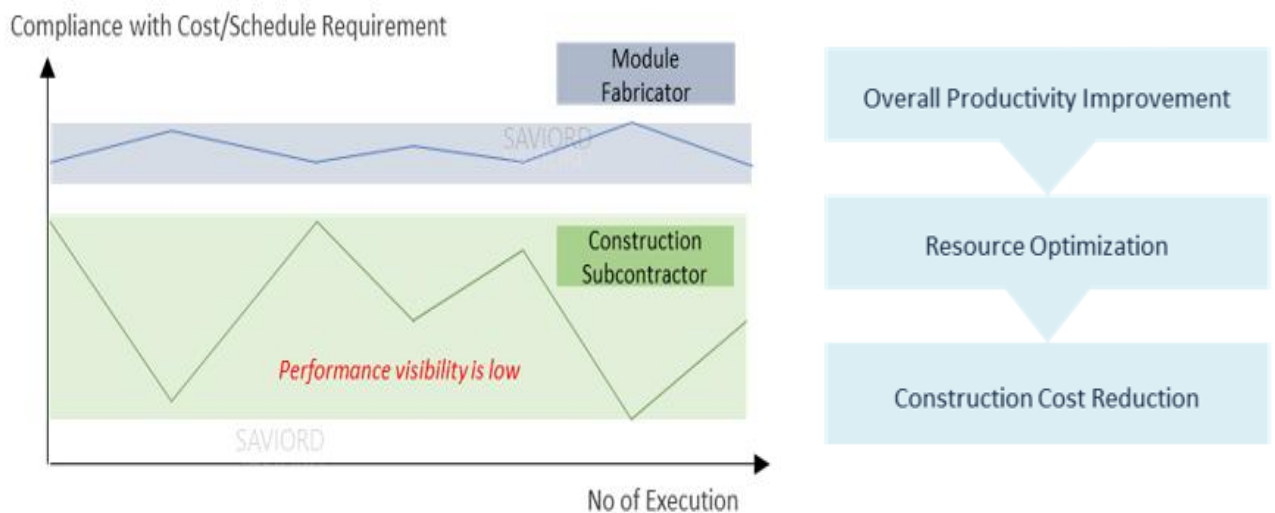 Compliance with Cost/Schedule Requirement
Module
Fabricator
SAVIORD
Construction
Subcontractor
Performance visibility is low
SAVIORD
No of Execution
Overall Productivity Improvement
Resource Optimization
Construction Cost Reduction